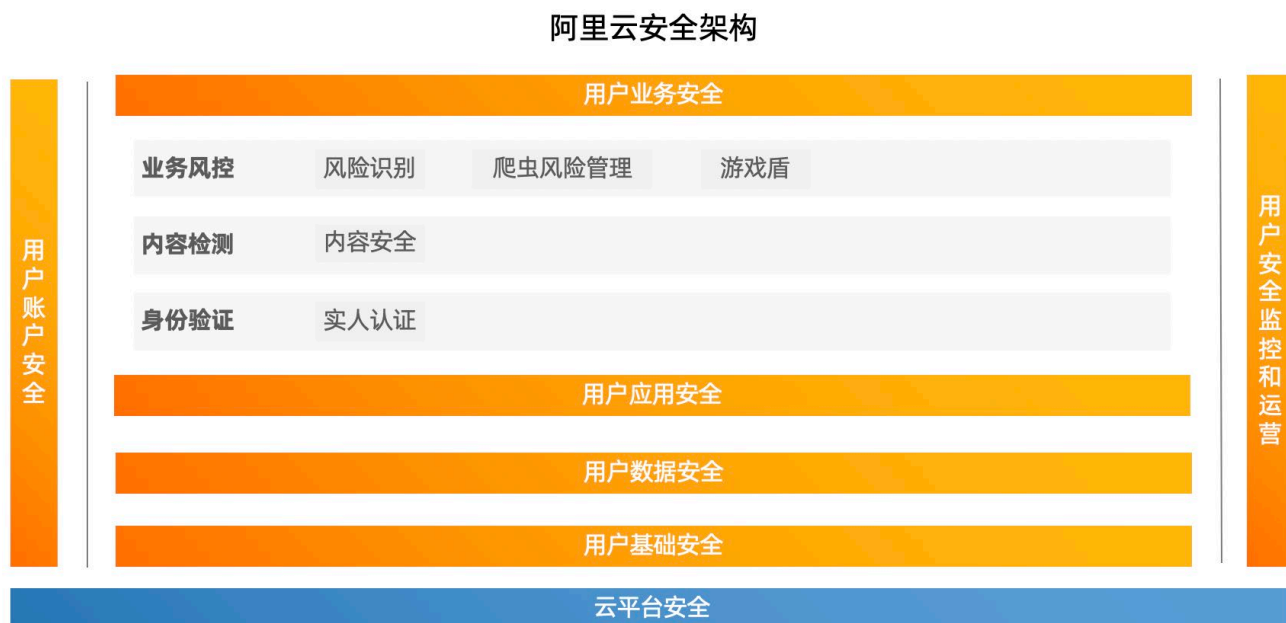 阿里云安全架构
用户账户安全
用户业务安全
业务风控 风险识别 爬虫风险管理 游戏盾
内容检测 内容安全
身份验证 实人认证
用户应用安全
用户数据安全
用户基础安全
用户安全监控和运营
云平台安全